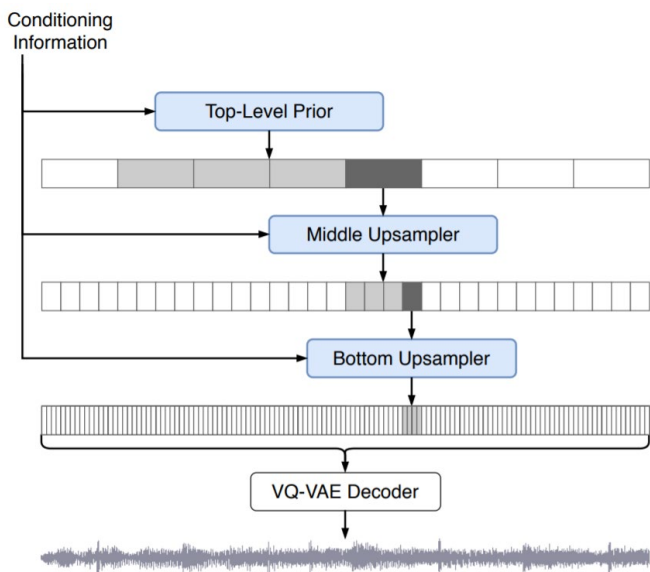 Conditioning
Information
Top-Level Prior
Middle Upsampler
Bottom Upsampler
VQ-VAE Decoder